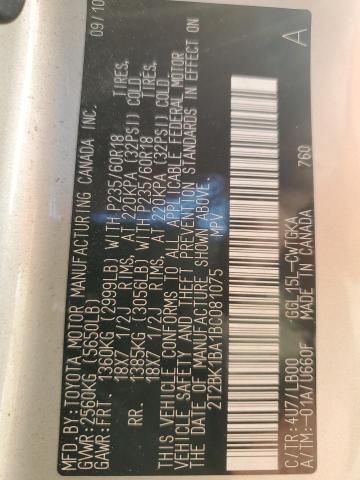 MFD. BY: TOYOTA MOTOR MANUFACTURING CANADA INC. 09/10
GVWR: 2560KG (5650LB)
GAWR: FRT. 1360KG (2999LB) WITH P235/60R18 TIRES,
18X7 1/2J RIMS, AT 220KPA (32PSI) COLD.
RR. 1385KG (3056LB) WITH P235/60R18 TIRES,
18X7 1/2J RIMS, AT 220KPA (32PSI) COLD.
THIS VEHICLE CONFORMS TO ALL APPLICABLE FEDERAL MOTOR
VEHICLE SAFETY AND THEFT PREVENTION STANDARDS IN EFFECT ON
THE DATE OF MANUFACTURE SHOWN ABOVE.
2T2BK1BA1BC081075 MPV
C/TR: 4U7/LB00 GGL15L-CWTGKA 760 A
A/TM: -01A/U660F MADE IN CANADA